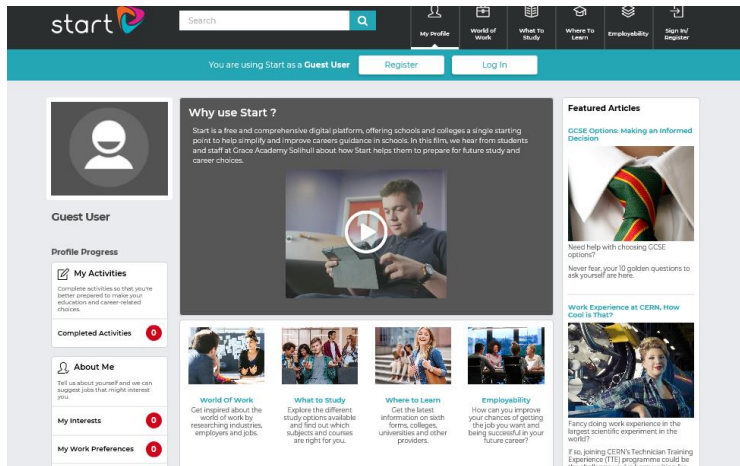 start
Search
My Profile
World of
Work
What To
Study
Where To
Learn
Employability
Sign In/
Register
You are using Start as a Guest User
Register
Log In
Guest User
Profile Progress
My Activities
Complete activities so that you're
better prepared to make your
education and career-related
choices.
Completed Activities 0
About Me
Tell us about yourself and we can
suggest jobs that might interest
you.
My Interests 0
My Work Preferences 0
Why use Start ?
Start is a free and comprehensive digital platform, offering schools and colleges a single starting
point to help simplify and improve careers guidance in schools. In this film, we hear from students
and staff at Grace Academy Solihull about how Start helps them to prepare for future study and
career choices.
World Of Work
Get inspired about the
world of work by
researching industries,
employers and jobs.
What to Study
Explore the different
study options available
and find out which
subjects and courses
are right for you.
Where to Learn
Get the latest
information on sixth
forms, colleges,
universities and other
providers.
Employability
How can you improve
your chances of getting
the job you want and
being successful in your
future career?
Featured Articles
GCSE Options: Making an Informed
Decision
Need help with choosing GCSE
options?
Never fear, your 10 golden questions to
ask yourself are here.
Work Experience at CERN, How
Cool is That?
Fancy doing work experience in the
largest scientific experiment in the
world?
If so, joining CERN's Technician Training
Experience (TTE) programme could be